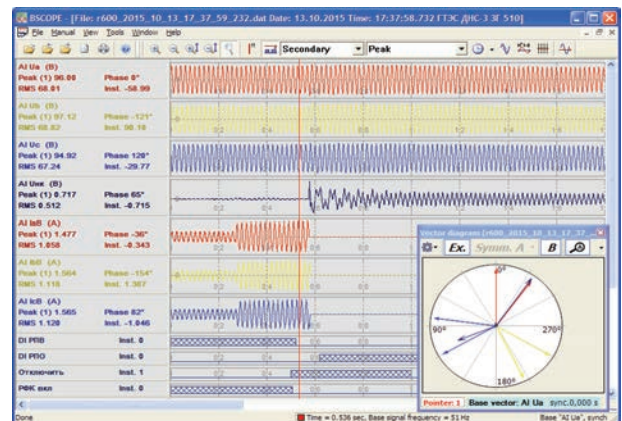 BSCOPE - [File: r600_2015_10_13_17_37_59_232.dat Date: 13.10.2015 Time: 17:37:58.732 ГТЭС ДНС-3 ЗГ 510]
File Manual View Tools Window Help
Secondary Peak
AI Ua (B)
Peak (1) 96.00 Phase 0°
RMS 68.01 Inst. -58.99
AI Ub (B)
Peak (1) 97.12 Phase -121°
RMS 68.82 Inst. 90.10
AI Uc (B)
Peak (1) 94.92 Phase 120°
RMS 67.24 Inst. -29.77
AI Uнк (B)
Peak (1) 0.717 Phase 65°
RMS 0.512 Inst. -0.715
AI IaB (A)
Peak (1) 1.477 Phase -36°
RMS 1.050 Inst. -0.343
AI IbB (A)
Peak (1) 1.564 Phase -154°
RMS 1.110 Inst. 1.387
AI IcB (A)
Peak (1) 1.565 Phase 82°
RMS 1.120 Inst. -1.046
DI РПВ Inst. 0
DI РПО Inst. 0
Отключить Inst. 1
РФК вкл Inst. 0
Vector diagram [r600_2015_10_13_17_37_
Ex. Symm. A B
0°
90° 270°
180°
Pointer: 1 Base vector: AI Ua sync.0,000 s
Done Time = 0.536 sec, Base signal frequency = 51 Hz Base "AI Ua", synch